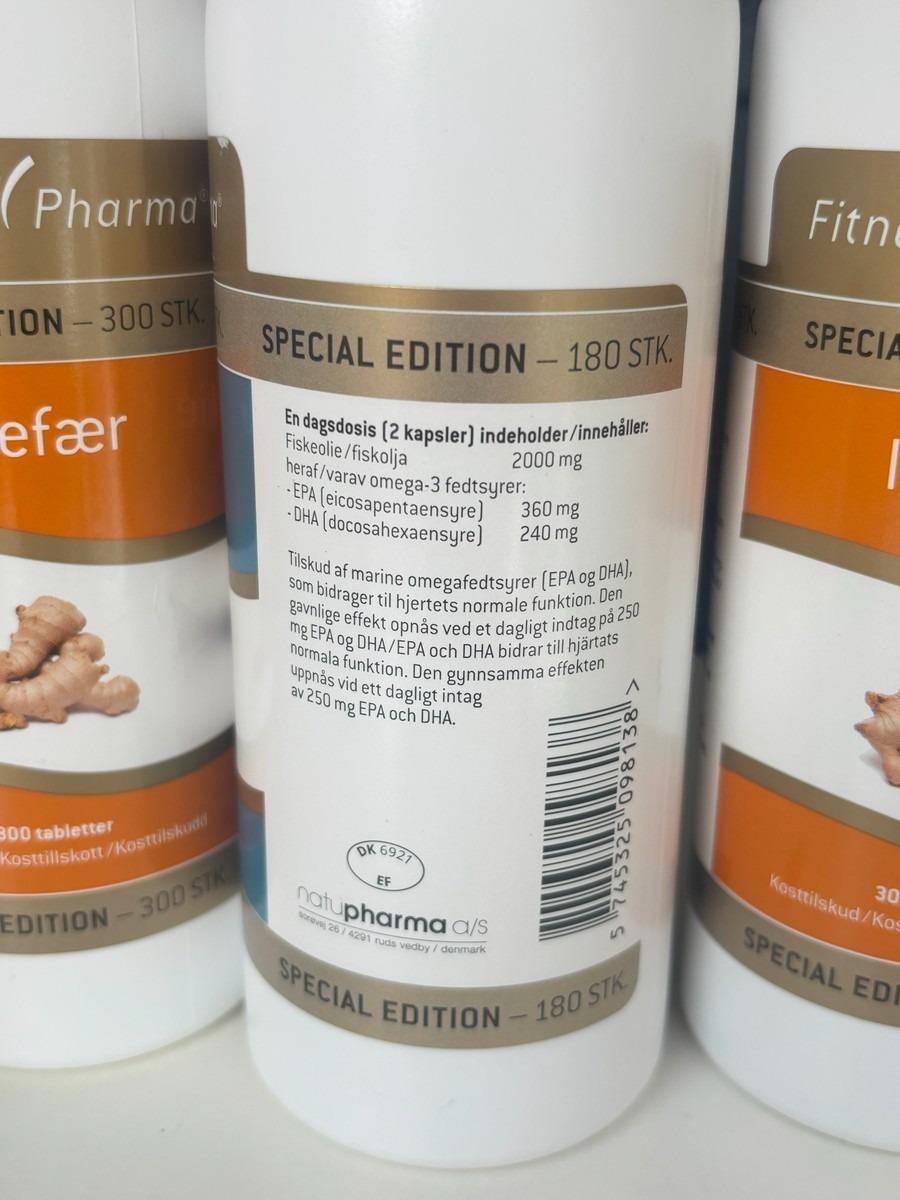 Pharma®
TION – 300 STK.
efær
300 tabletter
Kosttillskott/Kosttilskudd
EDITION – 300 STK.
a®
SPECIAL EDITION – 180 STK.
En dagsdosis (2 kapsler) indeholder/innehåller:
Fiskeolie/fiskolja 2000 mg
heraf/varav omega-3 fedtsyrer:
- EPA (eicosapentaensyre) 360 mg
- DHA (docosahexaensyre) 240 mg
Tilskud af marine omegafedtsyrer (EPA og DHA),
som bidrager til hjertets normale funktion. Den
gavnlige effekt opnås ved et dagligt indtag på 250
mg EPA og DHA/EPA och DHA bidrar till hjärtats
normala funktion. Den gynnsamma effekten
uppnås vid ett dagligt intag
av 250 mg EPA och DHA.
5 745325 098138 >
DK 6921
EF
natupharma a/s
sorøvej 26 / 4291 ruds vedby / denmark
SPECIAL EDITION – 180 STK.
Fitn
TK.
SPECIA
I
30
Kosttilskud/Kos
SPECIAL EDI